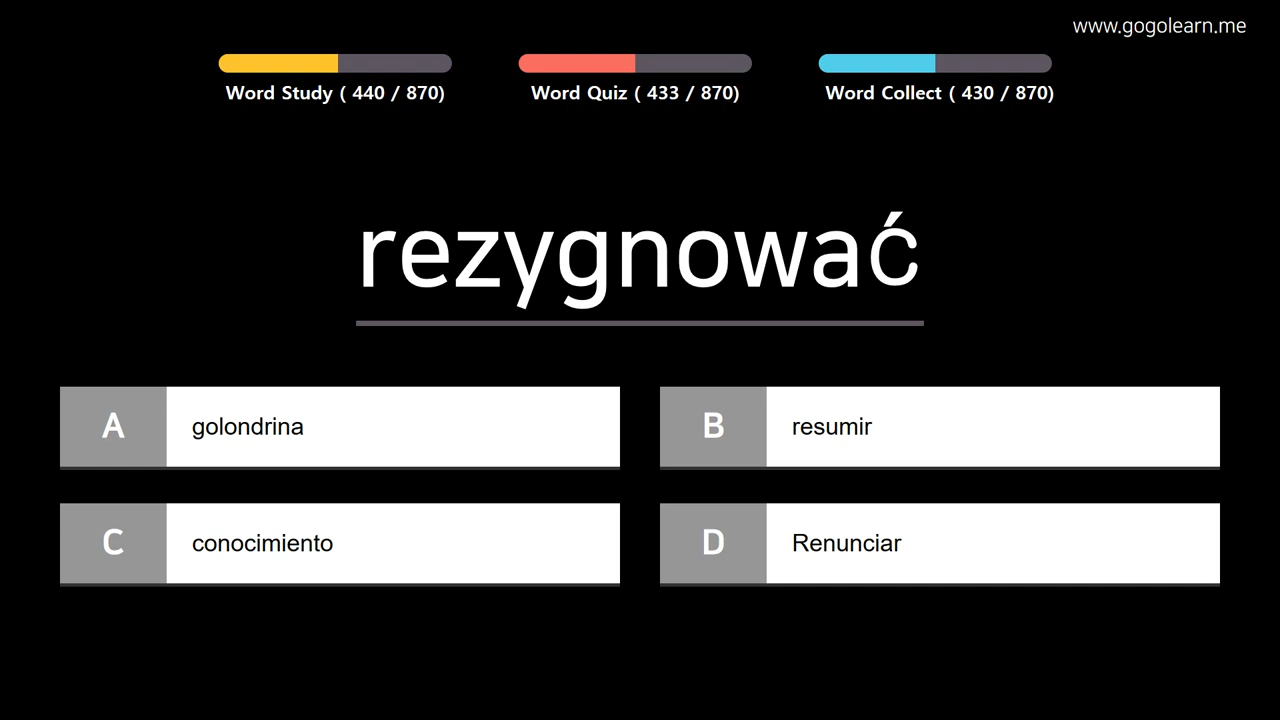 www.gogolearn.me
Word Study ( 440 / 870)
Word Quiz ( 433 / 870)
Word Collect ( 430 / 870)
rezygnować
A golondrina
B resumir
C conocimiento
D Renunciar